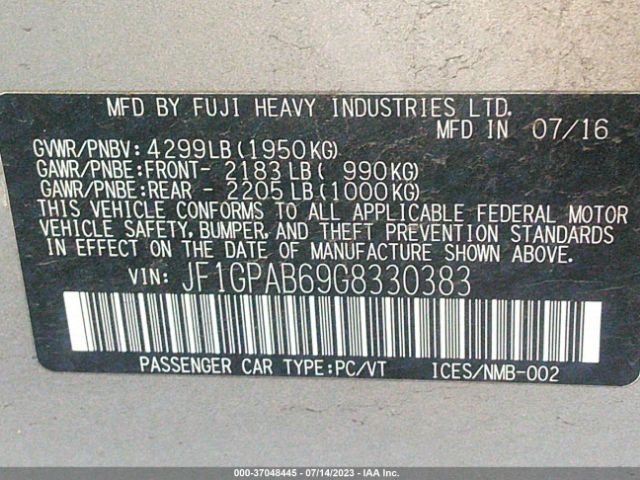 MFD BY FUJI HEAVY INDUSTRIES LTD.
MFD IN 07/16
GVWR/PNBV: 4299LB(1950KG)
GAWR/PNBE:FRONT- 2183LB( 990KG)
GAWR/PNBE:REAR - 2205LB(1000KG)
THIS VEHICLE CONFORMS TO ALL APPLICABLE FEDERAL MOTOR
VEHICLE SAFETY, BUMPER, AND THEFT PREVENTION STANDARDS
IN EFFECT ON THE DATE OF MANUFACTURE SHOWN ABOVE.
VIN: JF1GPAB69G8330383
PASSENGER CAR TYPE:PC/VT ICES/NMB-002
000-37048445 - 07/14/2023 - IAA Inc.